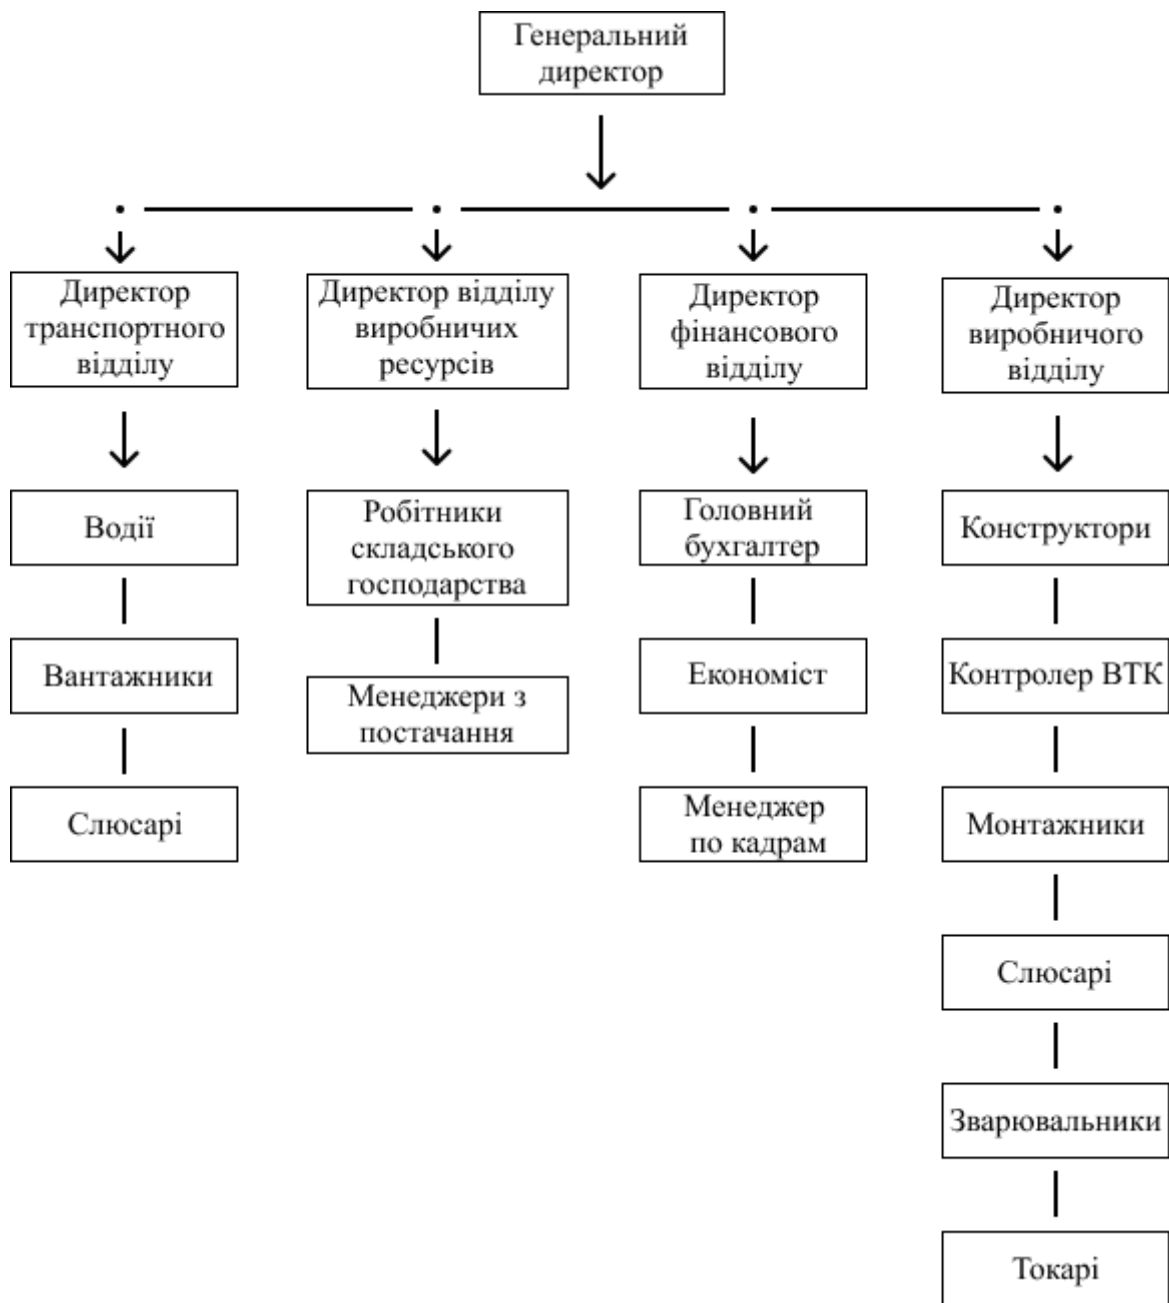 Генеральний
директор
Директор
транспортного
відділу
Директор відділу
виробничих
ресурсів
Директор
фінансового
відділу
Директор
виробничого
відділу
Водії
Робітники
складського
господарства
Головний
бухгалтер
Конструктори
Вантажники
Менеджери з
постачання
Економіст
Контролер ВТК
Слюсарі
Менеджер
по кадрам
Монтажники
Слюсарі
Зварювальники
Токарі